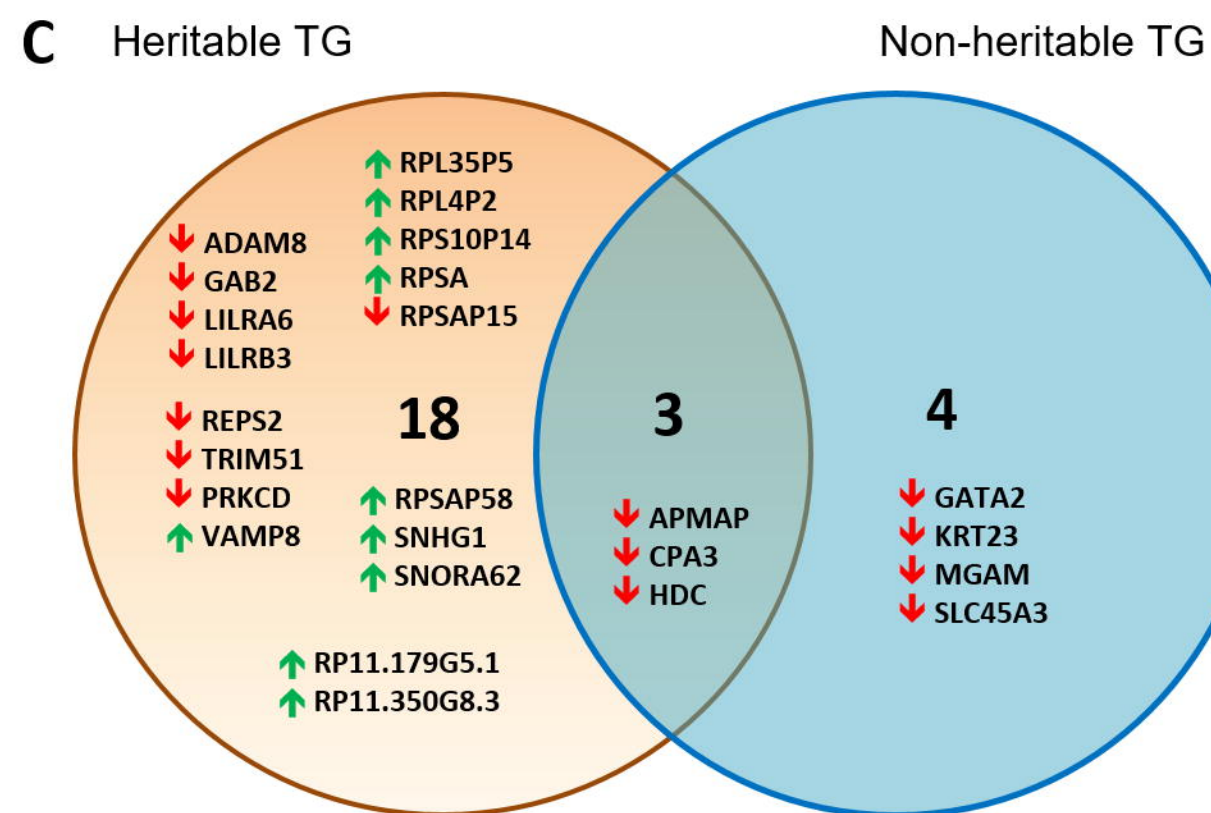 C Heritable TG Non-heritable TG
RPL35P5
RPL4P2
RPS10P14
RPSA
RPSAP15
ADAM8
GAB2
LILRA6
LILRB3
REPS2
TRIM51
PRKCD
VAMP8
18
RPSAP58
SNHG1
SNORA62
RP11.179G5.1
RP11.350G8.3
3
APMAP
CPA3
HDC
4
GATA2
KRT23
MGAM
SLC45A3